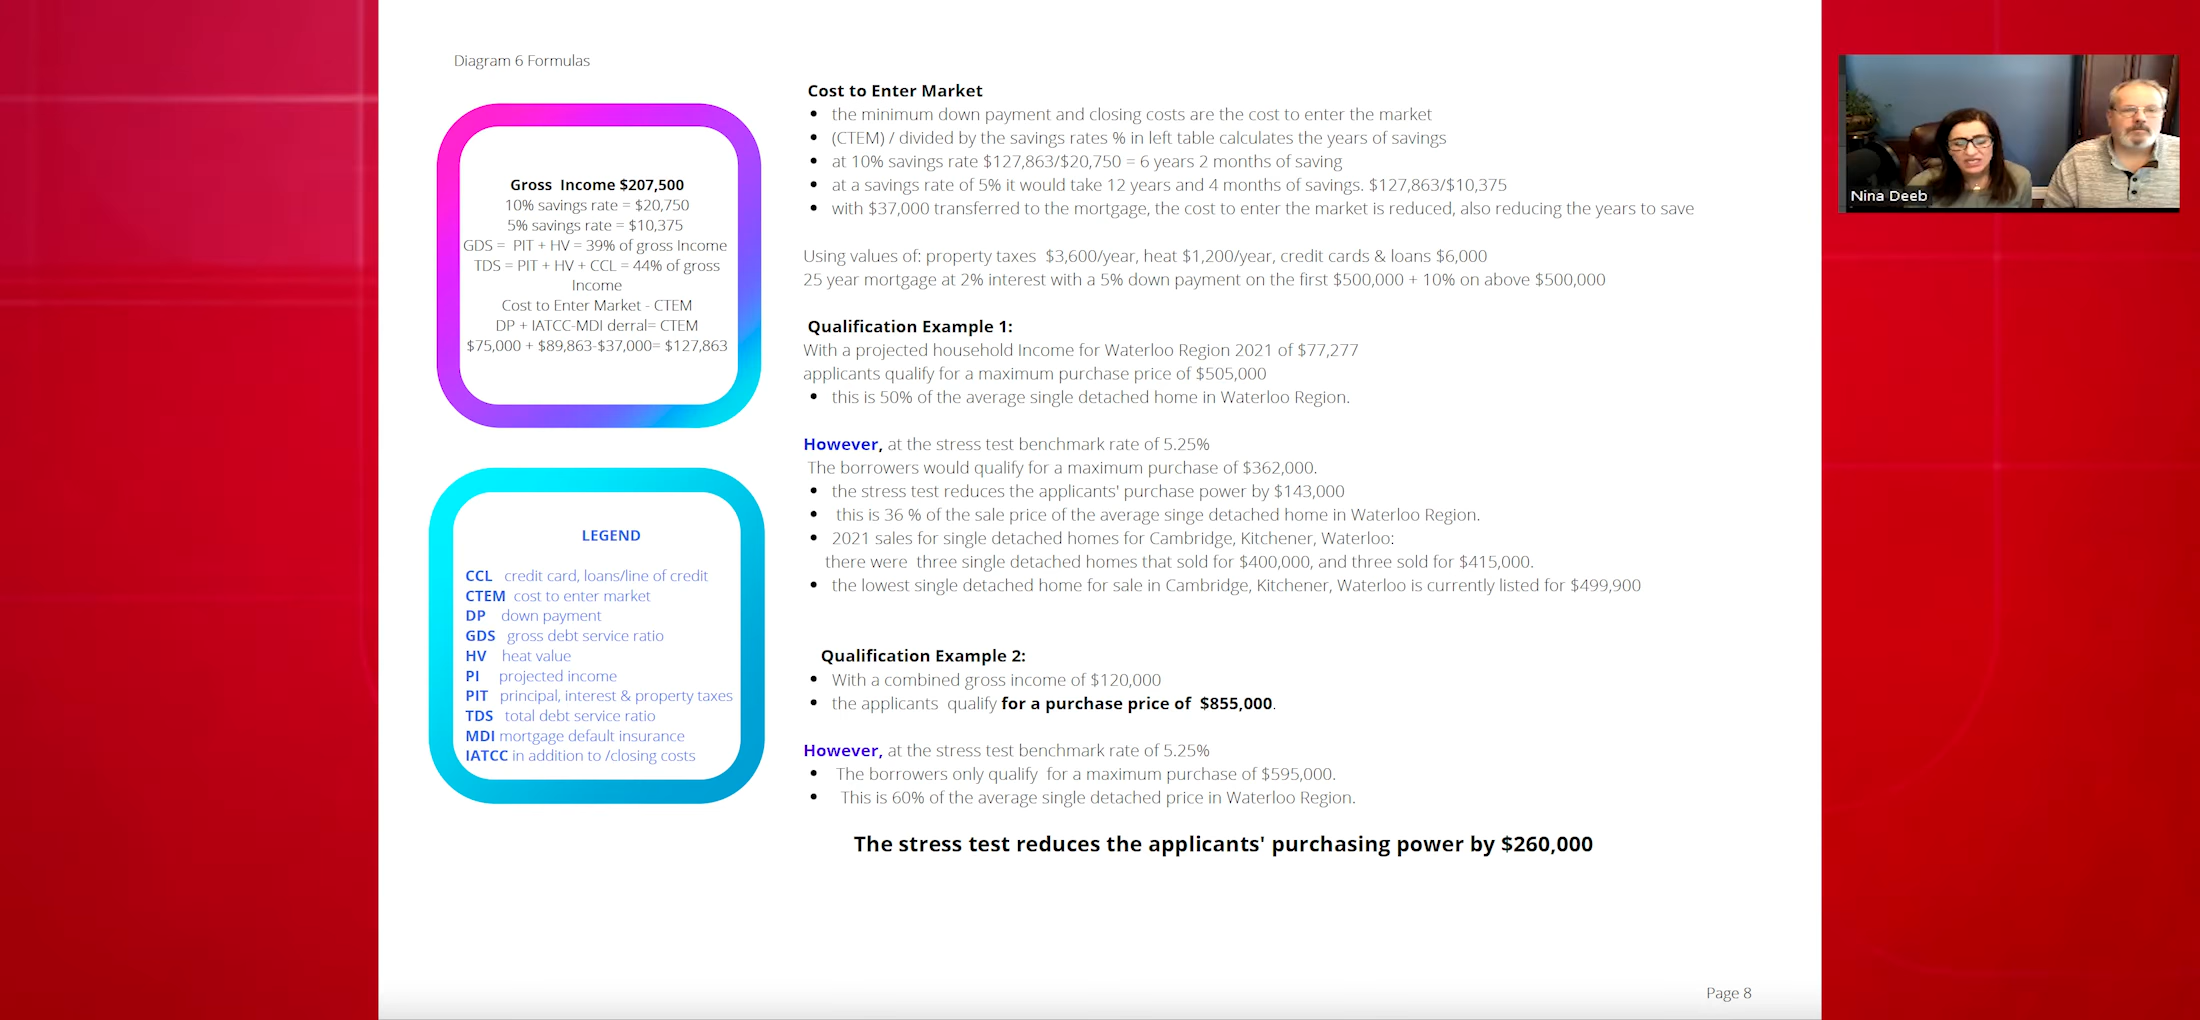 Diagram 6 Formulas
Gross Income $207,500
10% savings rate = $20,750
5% savings rate = $10,375
GDS = PIT + HV = 39% of gross Income
TDS = PIT + HV + CCL = 44% of gross
Income
Cost to Enter Market - CTEM
DP + IATCC-MDI derral= CTEM
$75,000 + $89,863-$37,000= $127,863
LEGEND
CCL credit card, loans/line of credit
CTEM cost to enter market
DP down payment
GDS gross debt service ratio
HV heat value
PI projected income
PIT principal, interest & property taxes
TDS total debt service ratio
MDI mortgage default insurance
IATCC in addition to /closing costs
Cost to Enter Market
• the minimum down payment and closing costs are the cost to enter the market
• (CTEM) / divided by the savings rates % in left table calculates the years of savings
• at 10% savings rate $127,863/$20,750 = 6 years 2 months of saving
• at a savings rate of 5% it would take 12 years and 4 months of savings. $127,863/$10,375
• with $37,000 transferred to the mortgage, the cost to enter the market is reduced, also reducing the years to save
Using values of: property taxes $3,600/year, heat $1,200/year, credit cards & loans $6,000
25 year mortgage at 2% interest with a 5% down payment on the first $500,000 + 10% on above $500,000
Qualification Example 1:
With a projected household Income for Waterloo Region 2021 of $77,277
applicants qualify for a maximum purchase price of $505,000
• this is 50% of the average single detached home in Waterloo Region.
However, at the stress test benchmark rate of 5.25%
The borrowers would qualify for a maximum purchase of $362,000.
• the stress test reduces the applicants' purchase power by $143,000
• this is 36 % of the sale price of the average singe detached home in Waterloo Region.
• 2021 sales for single detached homes for Cambridge, Kitchener, Waterloo:
there were three single detached homes that sold for $400,000, and three sold for $415,000.
• the lowest single detached home for sale in Cambridge, Kitchener, Waterloo is currently listed for $499,900
Qualification Example 2:
• With a combined gross income of $120,000
• the applicants qualify for a purchase price of $855,000.
However, at the stress test benchmark rate of 5.25%
• The borrowers only qualify for a maximum purchase of $595,000.
• This is 60% of the average single detached price in Waterloo Region.
The stress test reduces the applicants' purchasing power by $260,000
Page 8
Nina Deeb